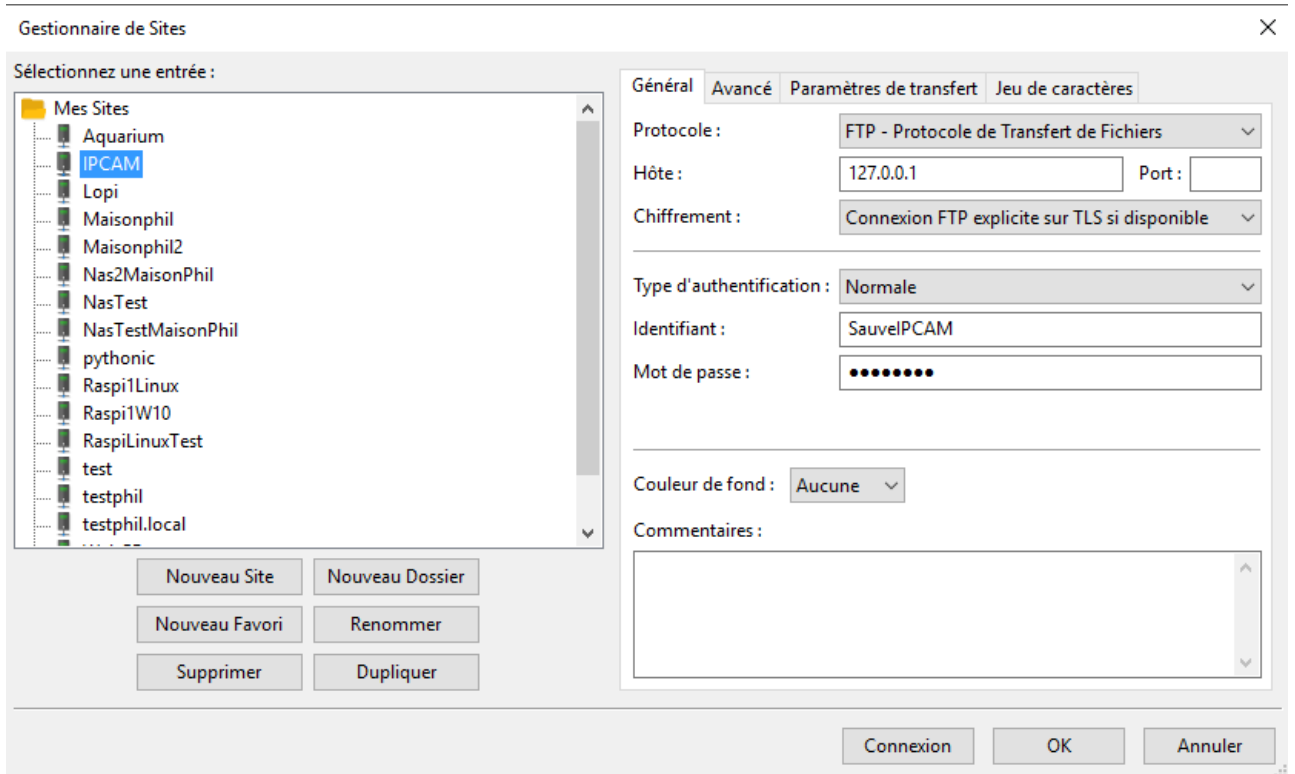 Gestionnaire de Sites
Sélectionnez une entrée :
Mes Sites
Aquarium
IPCAM
Lopi
Maisonphil
Maisonphil2
Nas2MaisonPhil
NasTest
NasTestMaisonPhil
pythonic
Raspi1Linux
Raspi1W10
RaspiLinuxTest
test
testphil
testphil.local
Nouveau Site Nouveau Dossier
Nouveau Favori Renommer
Supprimer Dupliquer
Général Avancé Paramètres de transfert Jeu de caractères
Protocole : FTP - Protocole de Transfert de Fichiers
Hôte : 127.0.0.1 Port :
Chiffrement : Connexion FTP explicite sur TLS si disponible
Type d'authentification : Normale
Identifiant : SauveIPCAM
Mot de passe : ●●●●●●●●
Couleur de fond : Aucune
Commentaires :
Connexion OK Annuler